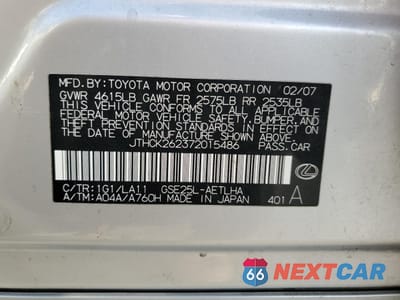 MFD. BY: TOYOTA MOTOR CORPORATION 02/07
GVWR 4615LB GAWR FR 2575LB RR 2535LB
THIS VEHICLE CONFORMS TO ALL APPLICABLE
FEDERAL MOTOR VEHICLE SAFETY, BUMPER, AND
THEFT PREVENTION STANDARDS IN EFFECT ON
THE DATE OF MANUFACTURE SHOWN ABOVE.
JTHCK262372015486 PASS.CAR
C/TR: 1G1/LA11 GSE25L-AETLHA
A/TM: A04A/A760H MADE IN JAPAN 401 A
66 NEXTCAR